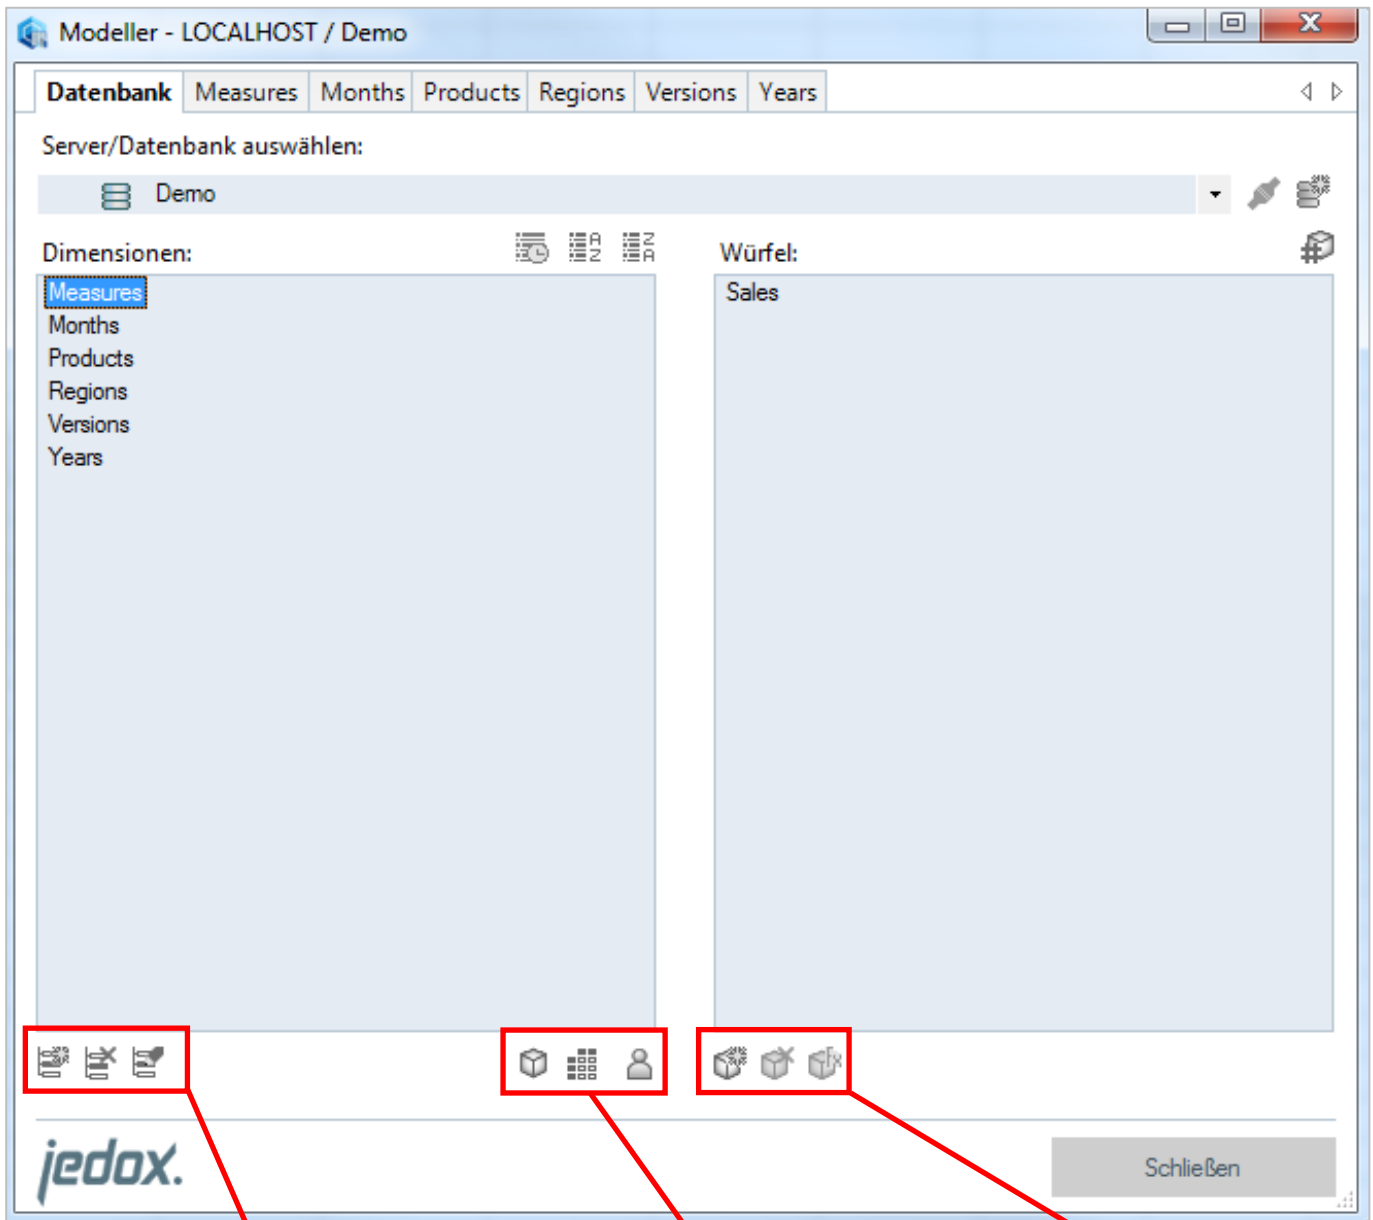 Modeller - LOCALHOST / Demo
Datenbank Measures Months Products Regions Versions Years
Server/Datenbank auswählen:
Demo
Dimensionen:
Würfel:
Measures
Months
Products
Regions
Versions
Years
Sales
jedox.
Schließen